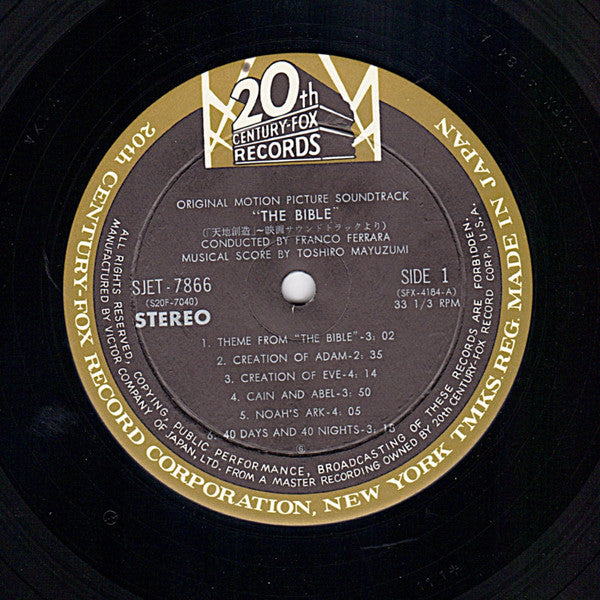 20th
CENTURY-FOX
RECORDS
ORIGINAL MOTION PICTURE SOUNDTRACK
"THE BIBLE"
(「天地創造」〜映画サウンドトラックより)
CONDUCTED BY FRANCO FERRARA
MUSICAL SCORE BY TOSHIRO MAYUZUMI
SJET-7866
(S20F-7040)
STEREO
SIDE 1
(SFX-4184-A)
33 1/3 RPM
1. THEME FROM "THE BIBLE"-3: 02
2. CREATION OF ADAM-2: 35
3. CREATION OF EVE-4: 14
4. CAIN AND ABEL-3: 50
5. NOAH'S ARK-4: 05
6. 40 DAYS AND 40 NIGHTS-3: 15
ALL RIGHTS RESERVED, COPYING, PUBLIC PERFORMANCE, BROADCASTING OF THESE RECORDS ARE FORBIDDEN.
MANUFACTURED BY VICTOR COMPANY OF JAPAN, LTD. FROM A MASTER RECORDING OWNED BY 20th CENTURY-FOX RECORD CORP., U.S.A.
20th CENTURY-FOX RECORD CORPORATION, NEW YORK TMKS REG. MADE IN JAPAN